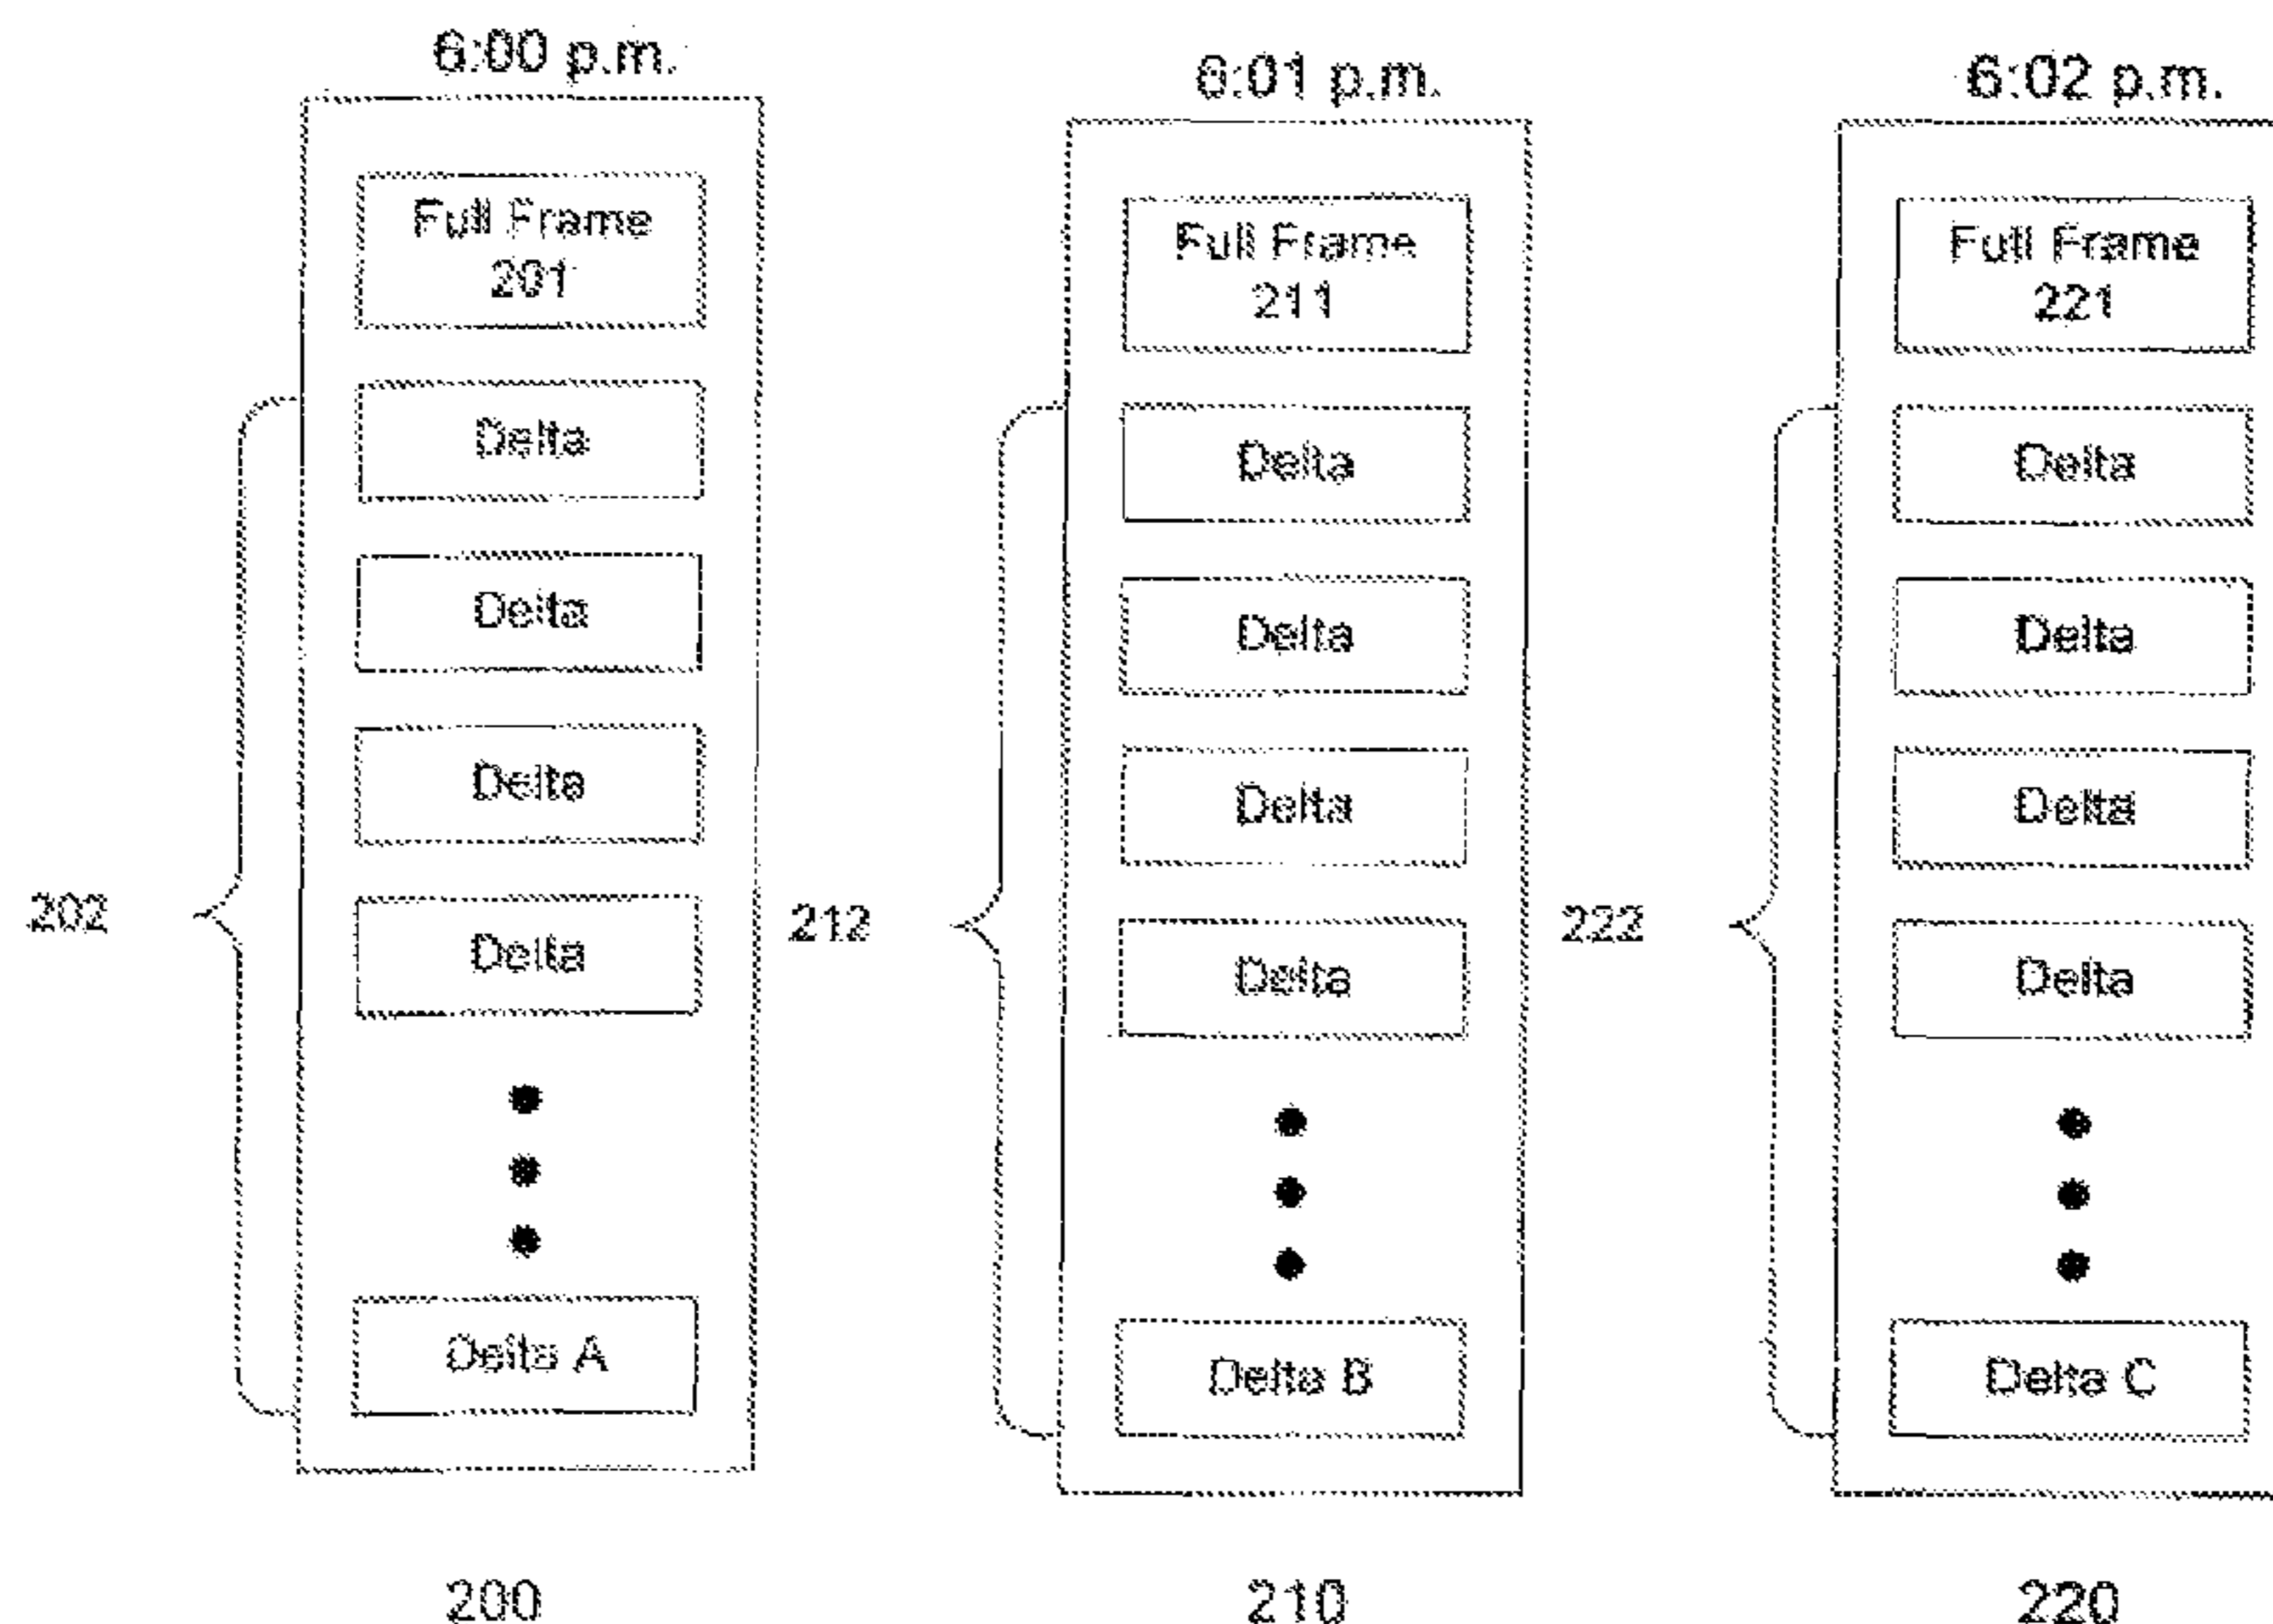 6:00 p.m.
Full Frame
201
Delta
Delta
Delta
Delta
Delta A
202
200
6:01 p.m.
Full Frame
211
Delta
Delta
Delta
Delta
Delta B
212
210
6:02 p.m.
Full Frame
221
Delta
Delta
Delta
Delta
Delta C
222
220